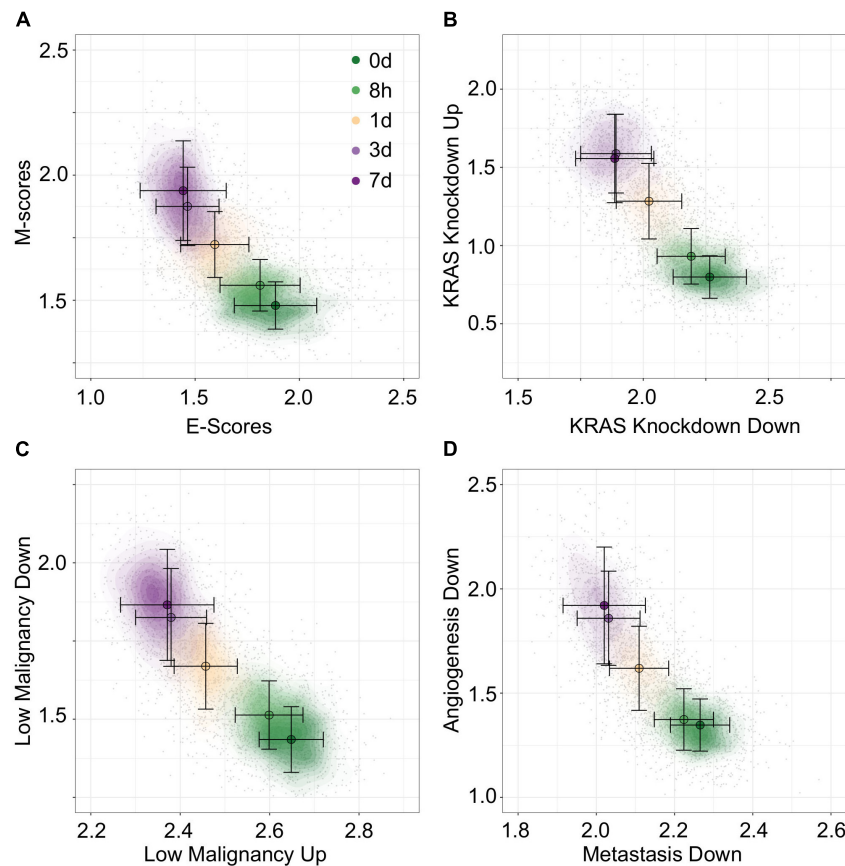 A
B
2.5
2.0
1.5
M-scores
0d
8h
1d
3d
7d
1.0 1.5 2.0 2.5
E-Scores
2.0
1.5
1.0
0.5
KRAS Knockdown Up
1.5 2.0 2.5
KRAS Knockdown Down
C
D
2.0
1.5
Low Malignancy Down
2.2 2.4 2.6 2.8
Low Malignancy Up
2.5
2.0
1.5
1.0
Angiogenesis Down
1.8 2.0 2.2 2.4 2.6
Metastasis Down